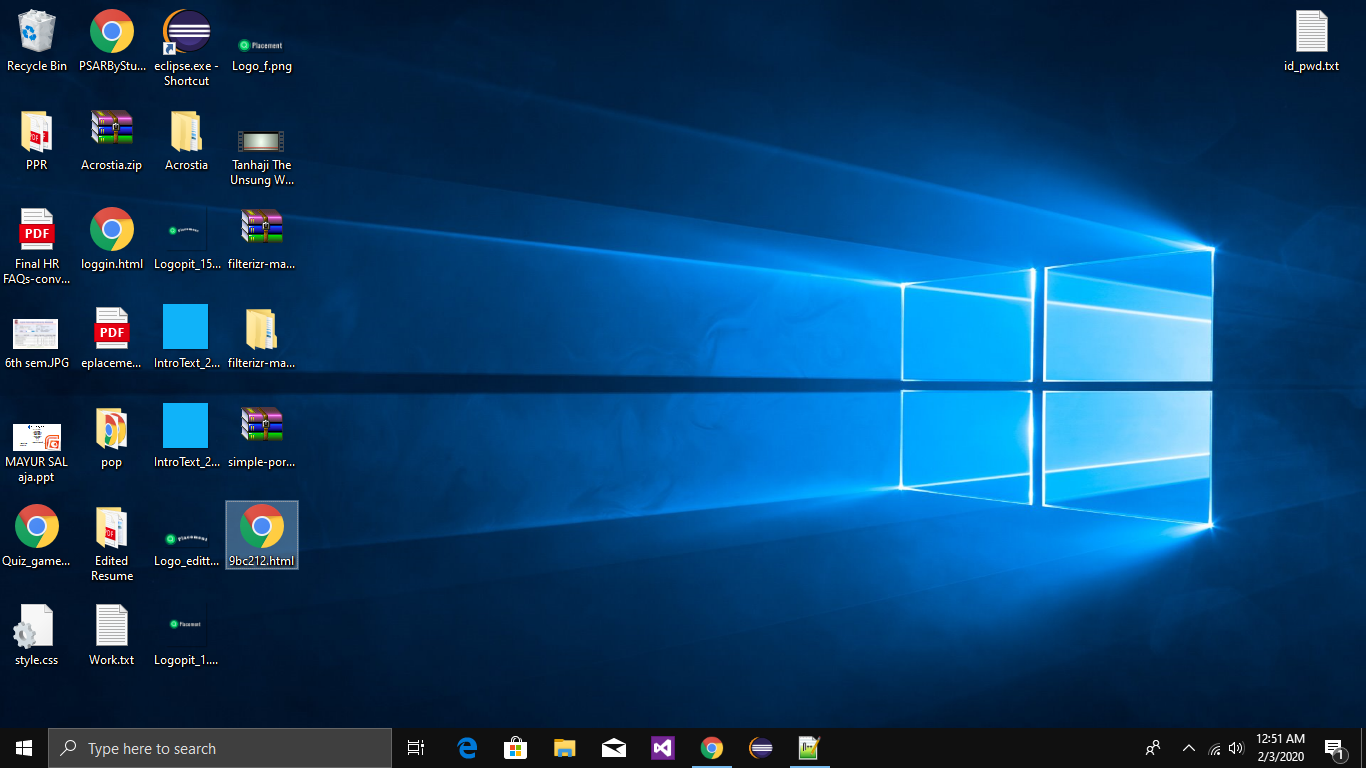 Recycle Bin
PSARByStu...
eclipse.exe -
Shortcut
Placement
Logo_f.png
id_pwd.txt
PPR
Acrostia.zip
Acrostia
Tanhaji The
Unsung W...
PDF
Final HR
FAQs-conv...
loggin.html
Placement
Logopit_15...
filterizr-ma...
6th sem.JPG
PDF
eplaceme...
IntroText_2...
filterizr-ma...
MAYUR SAL
aja.ppt
pop
IntroText_2...
simple-por...
Quiz_game...
Edited
Resume
Placement
Logo_editt...
9bc212.html
style.css
Work.txt
Placement
Logopit_1....
Type here to search
12:51 AM
2/3/2020
1